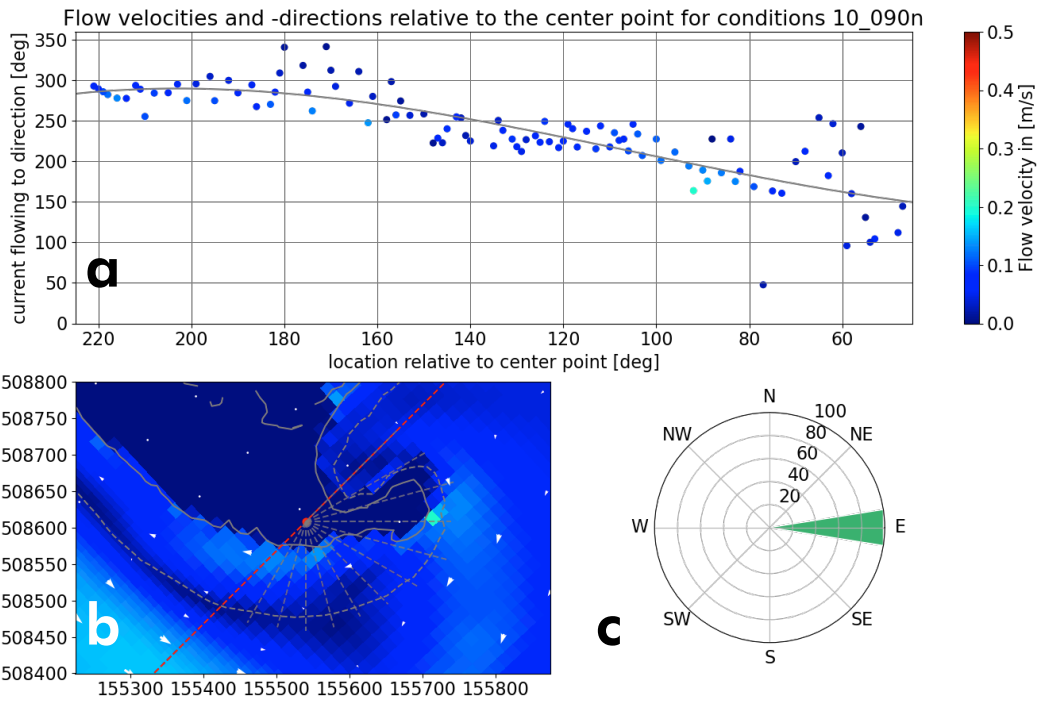 Flow velocities and -directions relative to the center point for conditions 10_090n
current flowing to direction [deg]
350
300
250
200
150
100
50
0
220 200 180 160 140 120 100 80 60
location relative to center point [deg]
a
0.5
0.4
0.3
0.2
0.1
0.0
Flow velocity in [m/s]
508800
508750
508700
508650
508600
508550
508500
508450
508400
155300 155400 155500 155600 155700 155800
b
N
NE
E
SE
S
SW
W
NW
100
80
60
40
20
c